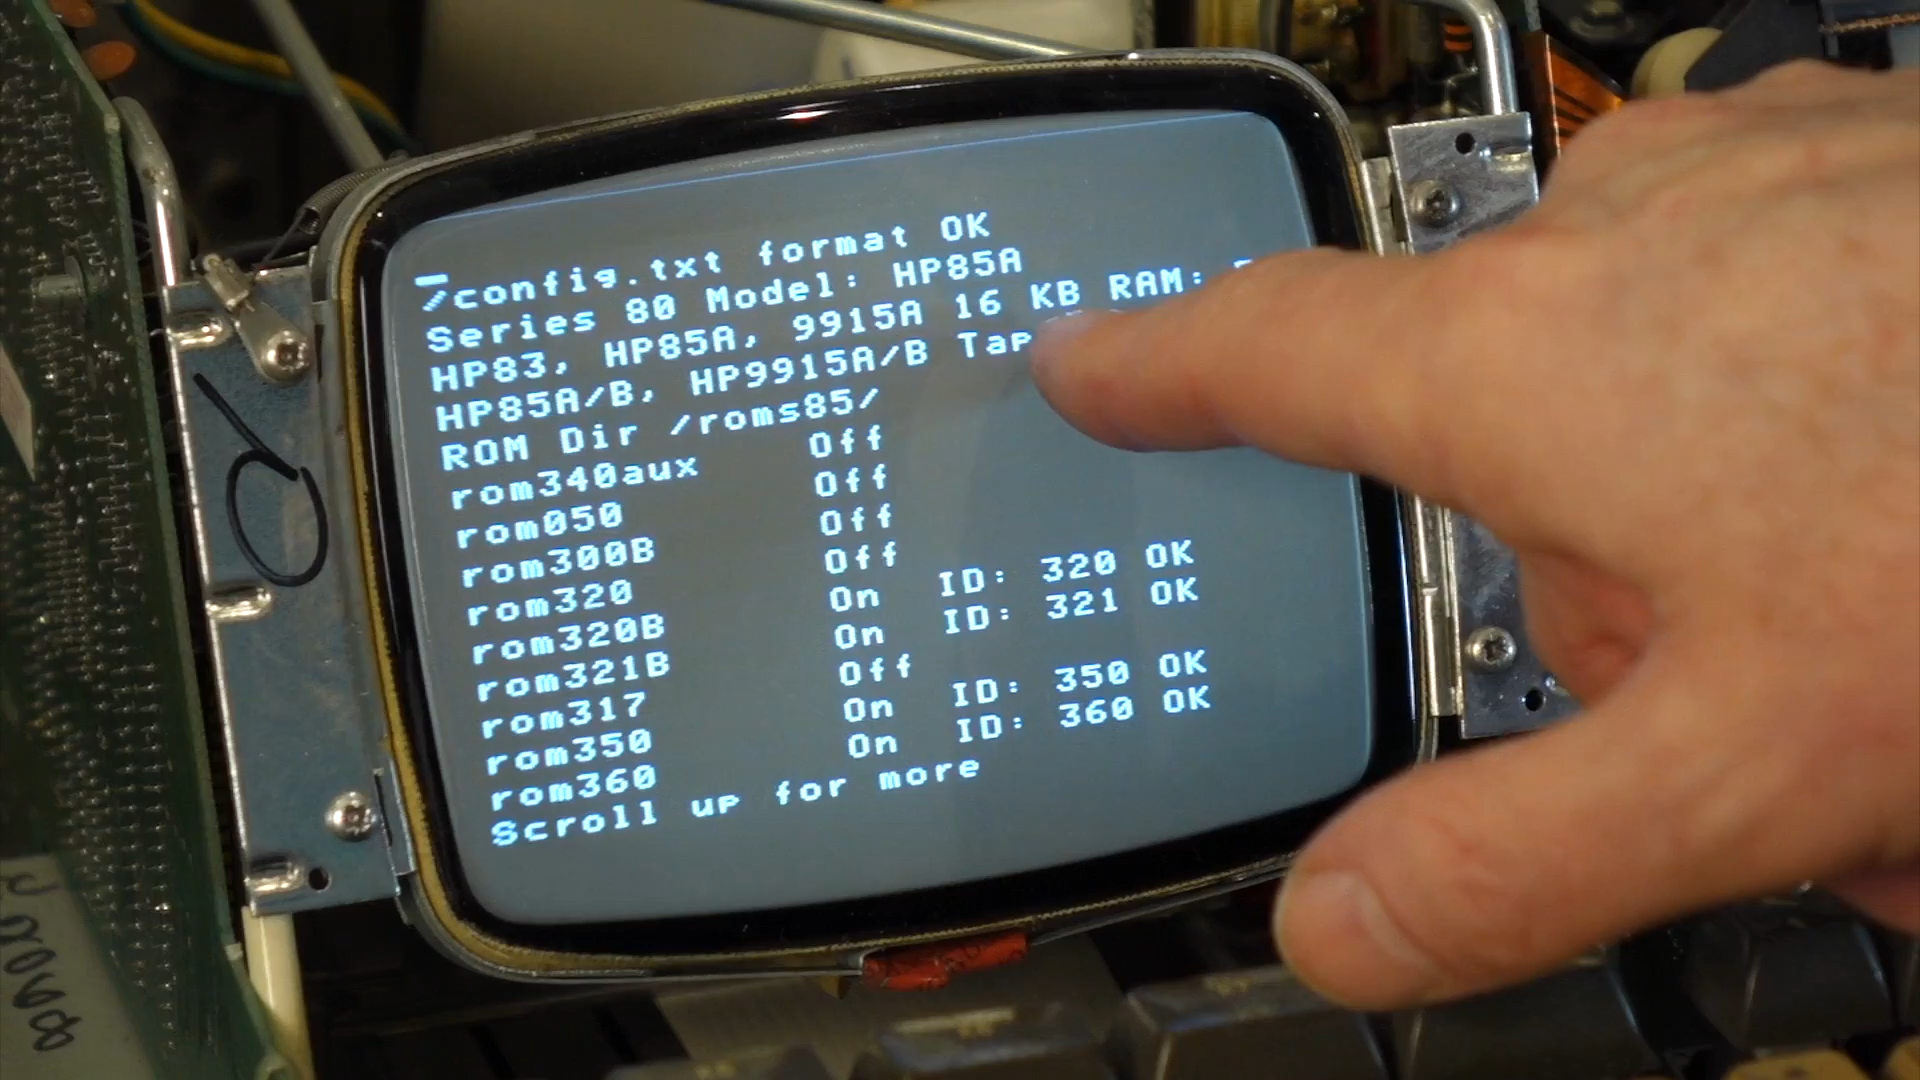 /config.txt format OK
Series 80 Model: HP85A
HP83, HP85A, 9915A 16 KB RAM:
HP85A/B, HP9915A/B
ROM Dir /roms85/
rom340aux Off
rom050 Off
rom300B Off
rom320 Off
rom320B On ID: 320 OK
rom321B On ID: 321 OK
rom317 Off
rom350 On ID: 350 OK
rom360 On ID: 360 OK
Scroll up for more